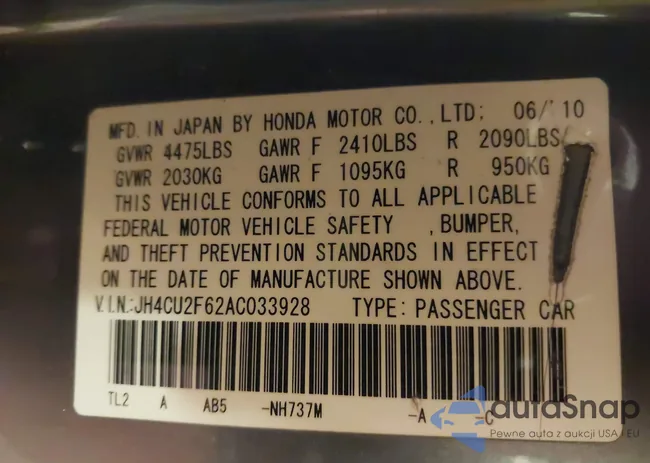 MFD. IN JAPAN BY HONDA MOTOR CO., LTD; 06/'10
GVWR 4475LBS GAWR F 2410LBS R 2090LBS
GVWR 2030KG GAWR F 1095KG R 950KG
THIS VEHICLE CONFORMS TO ALL APPLICABLE
FEDERAL MOTOR VEHICLE SAFETY , BUMPER,
AND THEFT PREVENTION STANDARDS IN EFFECT
ON THE DATE OF MANUFACTURE SHOWN ABOVE.
V.I.N.:JH4CU2F62AC033928 TYPE: PASSENGER CAR
TL2 A AB5 -NH737M -A -C
autoSnap
Pewne auta z aukcji USA i EU